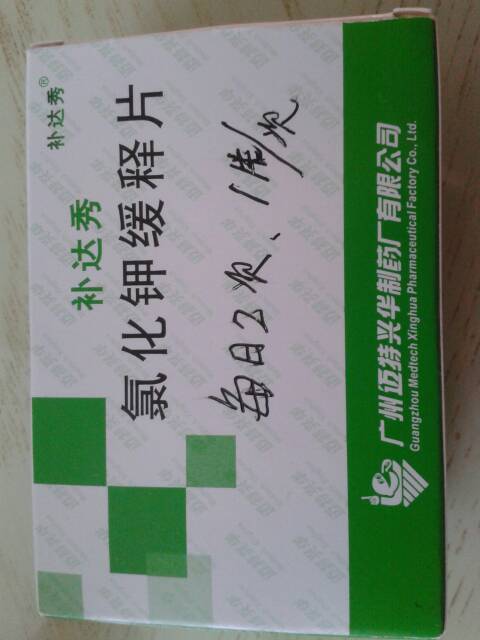 补达秀®
补达秀
氯化钾缓释片
每日2次、1片/次
广州迈特兴华制药厂有限公司
Guangzhou Medtech Xinghua Pharmaceutical Factory Co., Ltd.